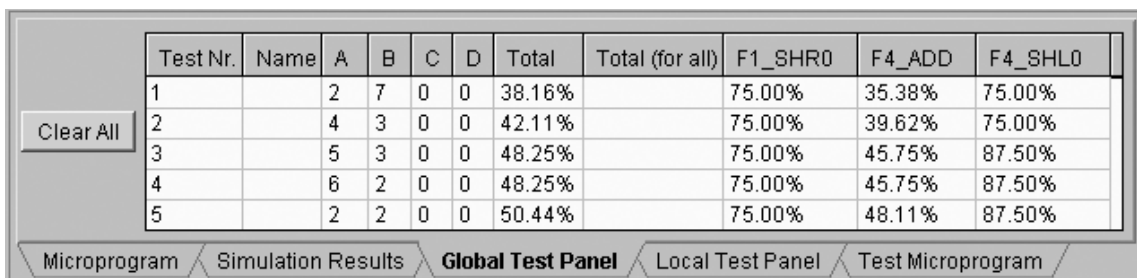 Test Nr. Name A B C D Total Total (for all) F1_SHR0 F4_ADD F4_SHL0
1 2 7 0 0 38.16% 75.00% 35.38% 75.00%
Clear All
2 4 3 0 0 42.11% 75.00% 39.62% 75.00%
3 5 3 0 0 48.25% 75.00% 45.75% 87.50%
4 6 2 0 0 48.25% 75.00% 45.75% 87.50%
5 2 2 0 0 50.44% 75.00% 48.11% 87.50%
Microprogram Simulation Results Global Test Panel Local Test Panel Test Microprogram